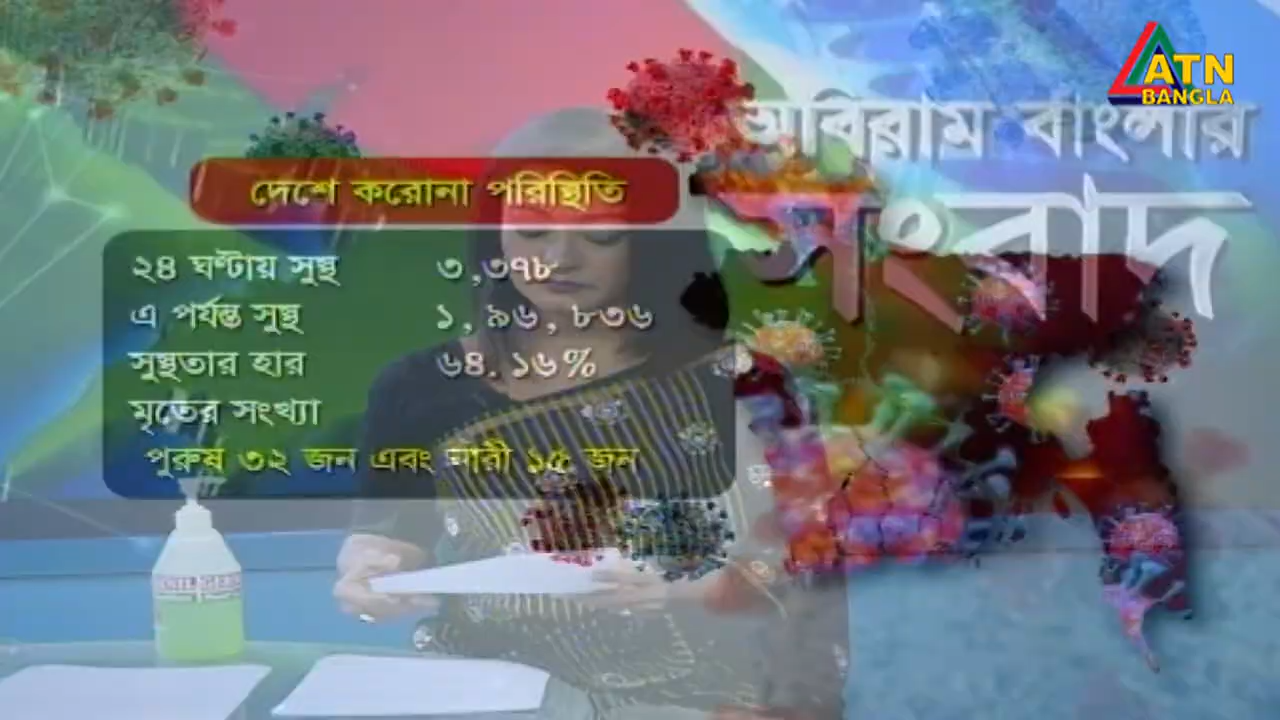 ATN
BANGLA
অবিরাম বাংলার
সংবাদ
দেশে করোনা পরিস্থিতি
২৪ ঘণ্টায় সুস্থ ৩,৩৭৮
এ পর্যন্ত সুস্থ ১,৯৬,৮৩৬
সুস্থতার হার ৬৪.১৬%
মৃতের সংখ্যা
পুরুষ ৩২ জন এবং নারী ১৫ জন